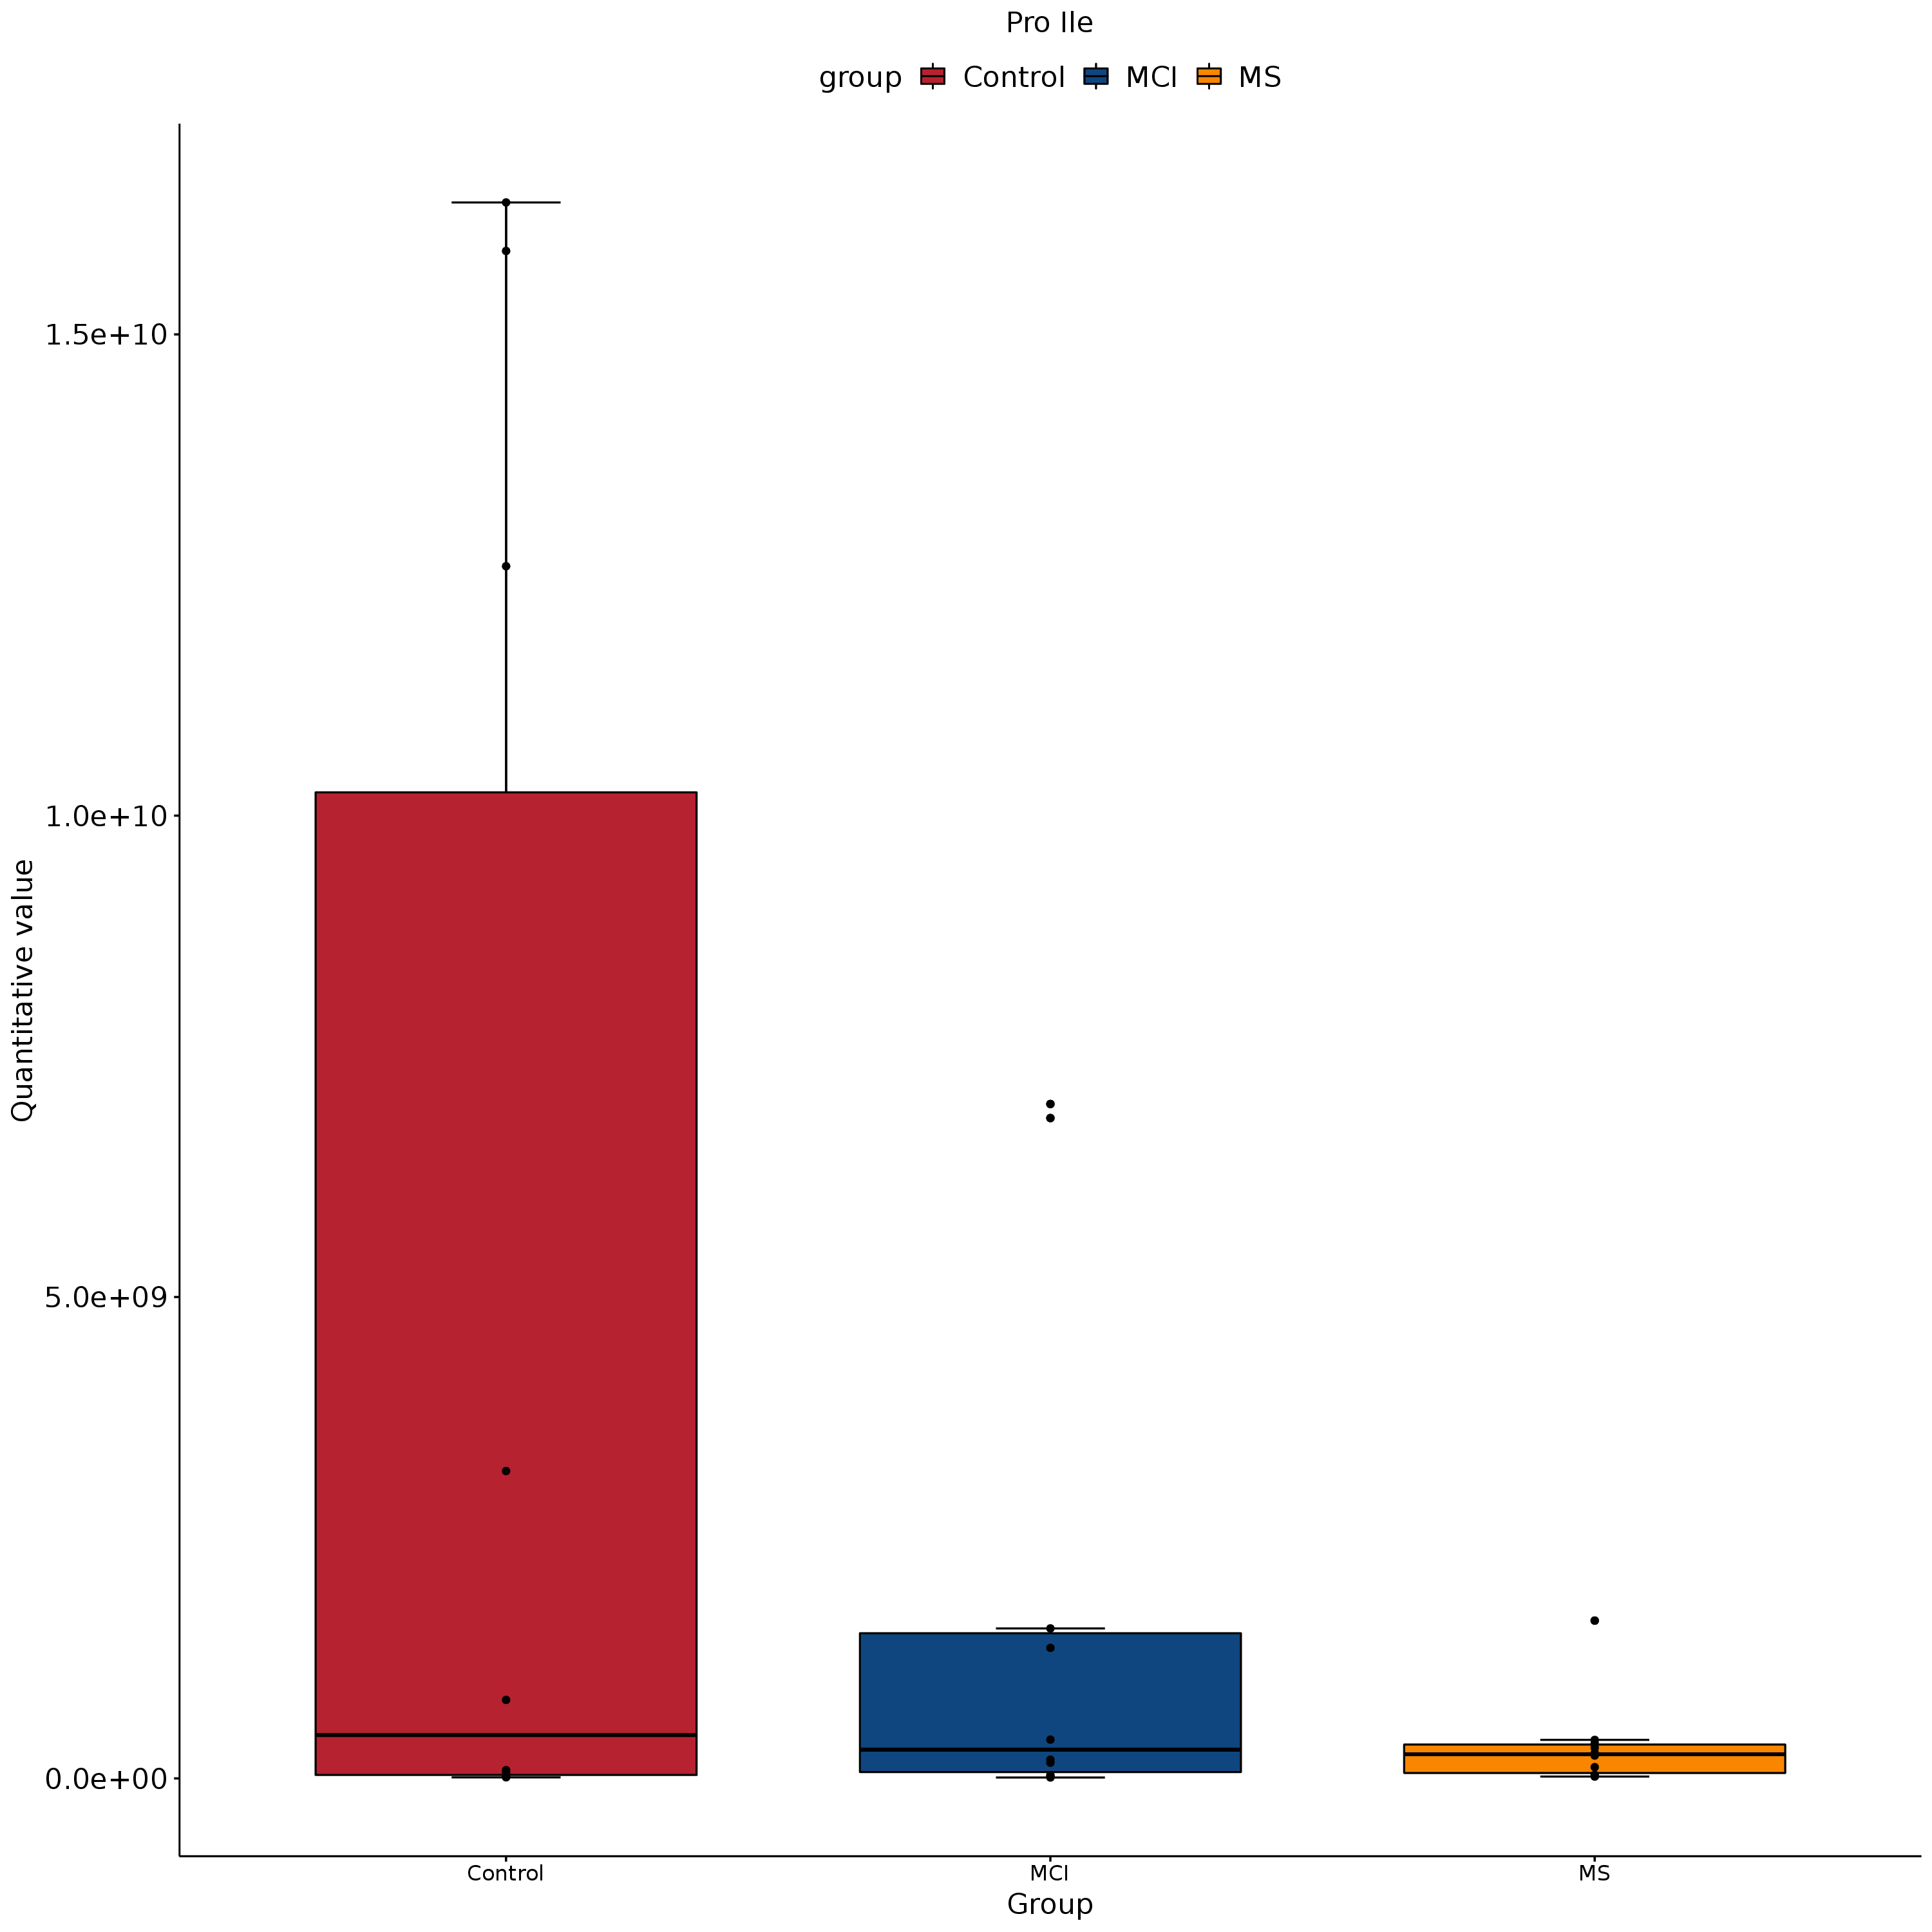 Pro Ile
group Control MCI MS
1.5e+10
1.0e+10
5.0e+09
0.0e+00
Quantitative value
Control MCI MS
Group